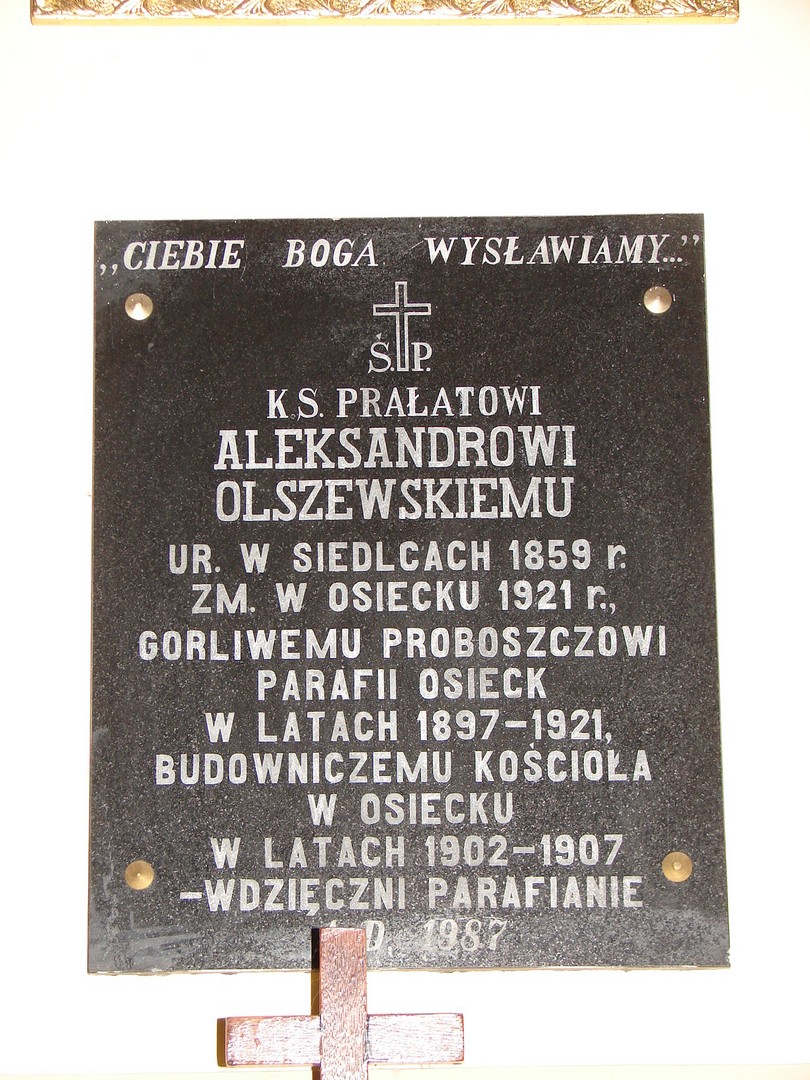 „CIEBIE BOGA WYSŁAWIAMY..."
Ś.P.
KS. PRAŁATOWI
ALEKSANDROWI
OLSZEWSKIEMU
UR. W SIEDLCACH 1859 r.
ZM. W OSIECKU 1921 r.,
GORLIWEMU PROBOSZCZOWI
PARAFII OSIECK
W LATACH 1897-1921,
BUDOWNICZEMU KOŚCIOŁA
W OSIECKU
W LATACH 1902-1907
-WDZIĘCZNI PARAFIANIE
D. 1987